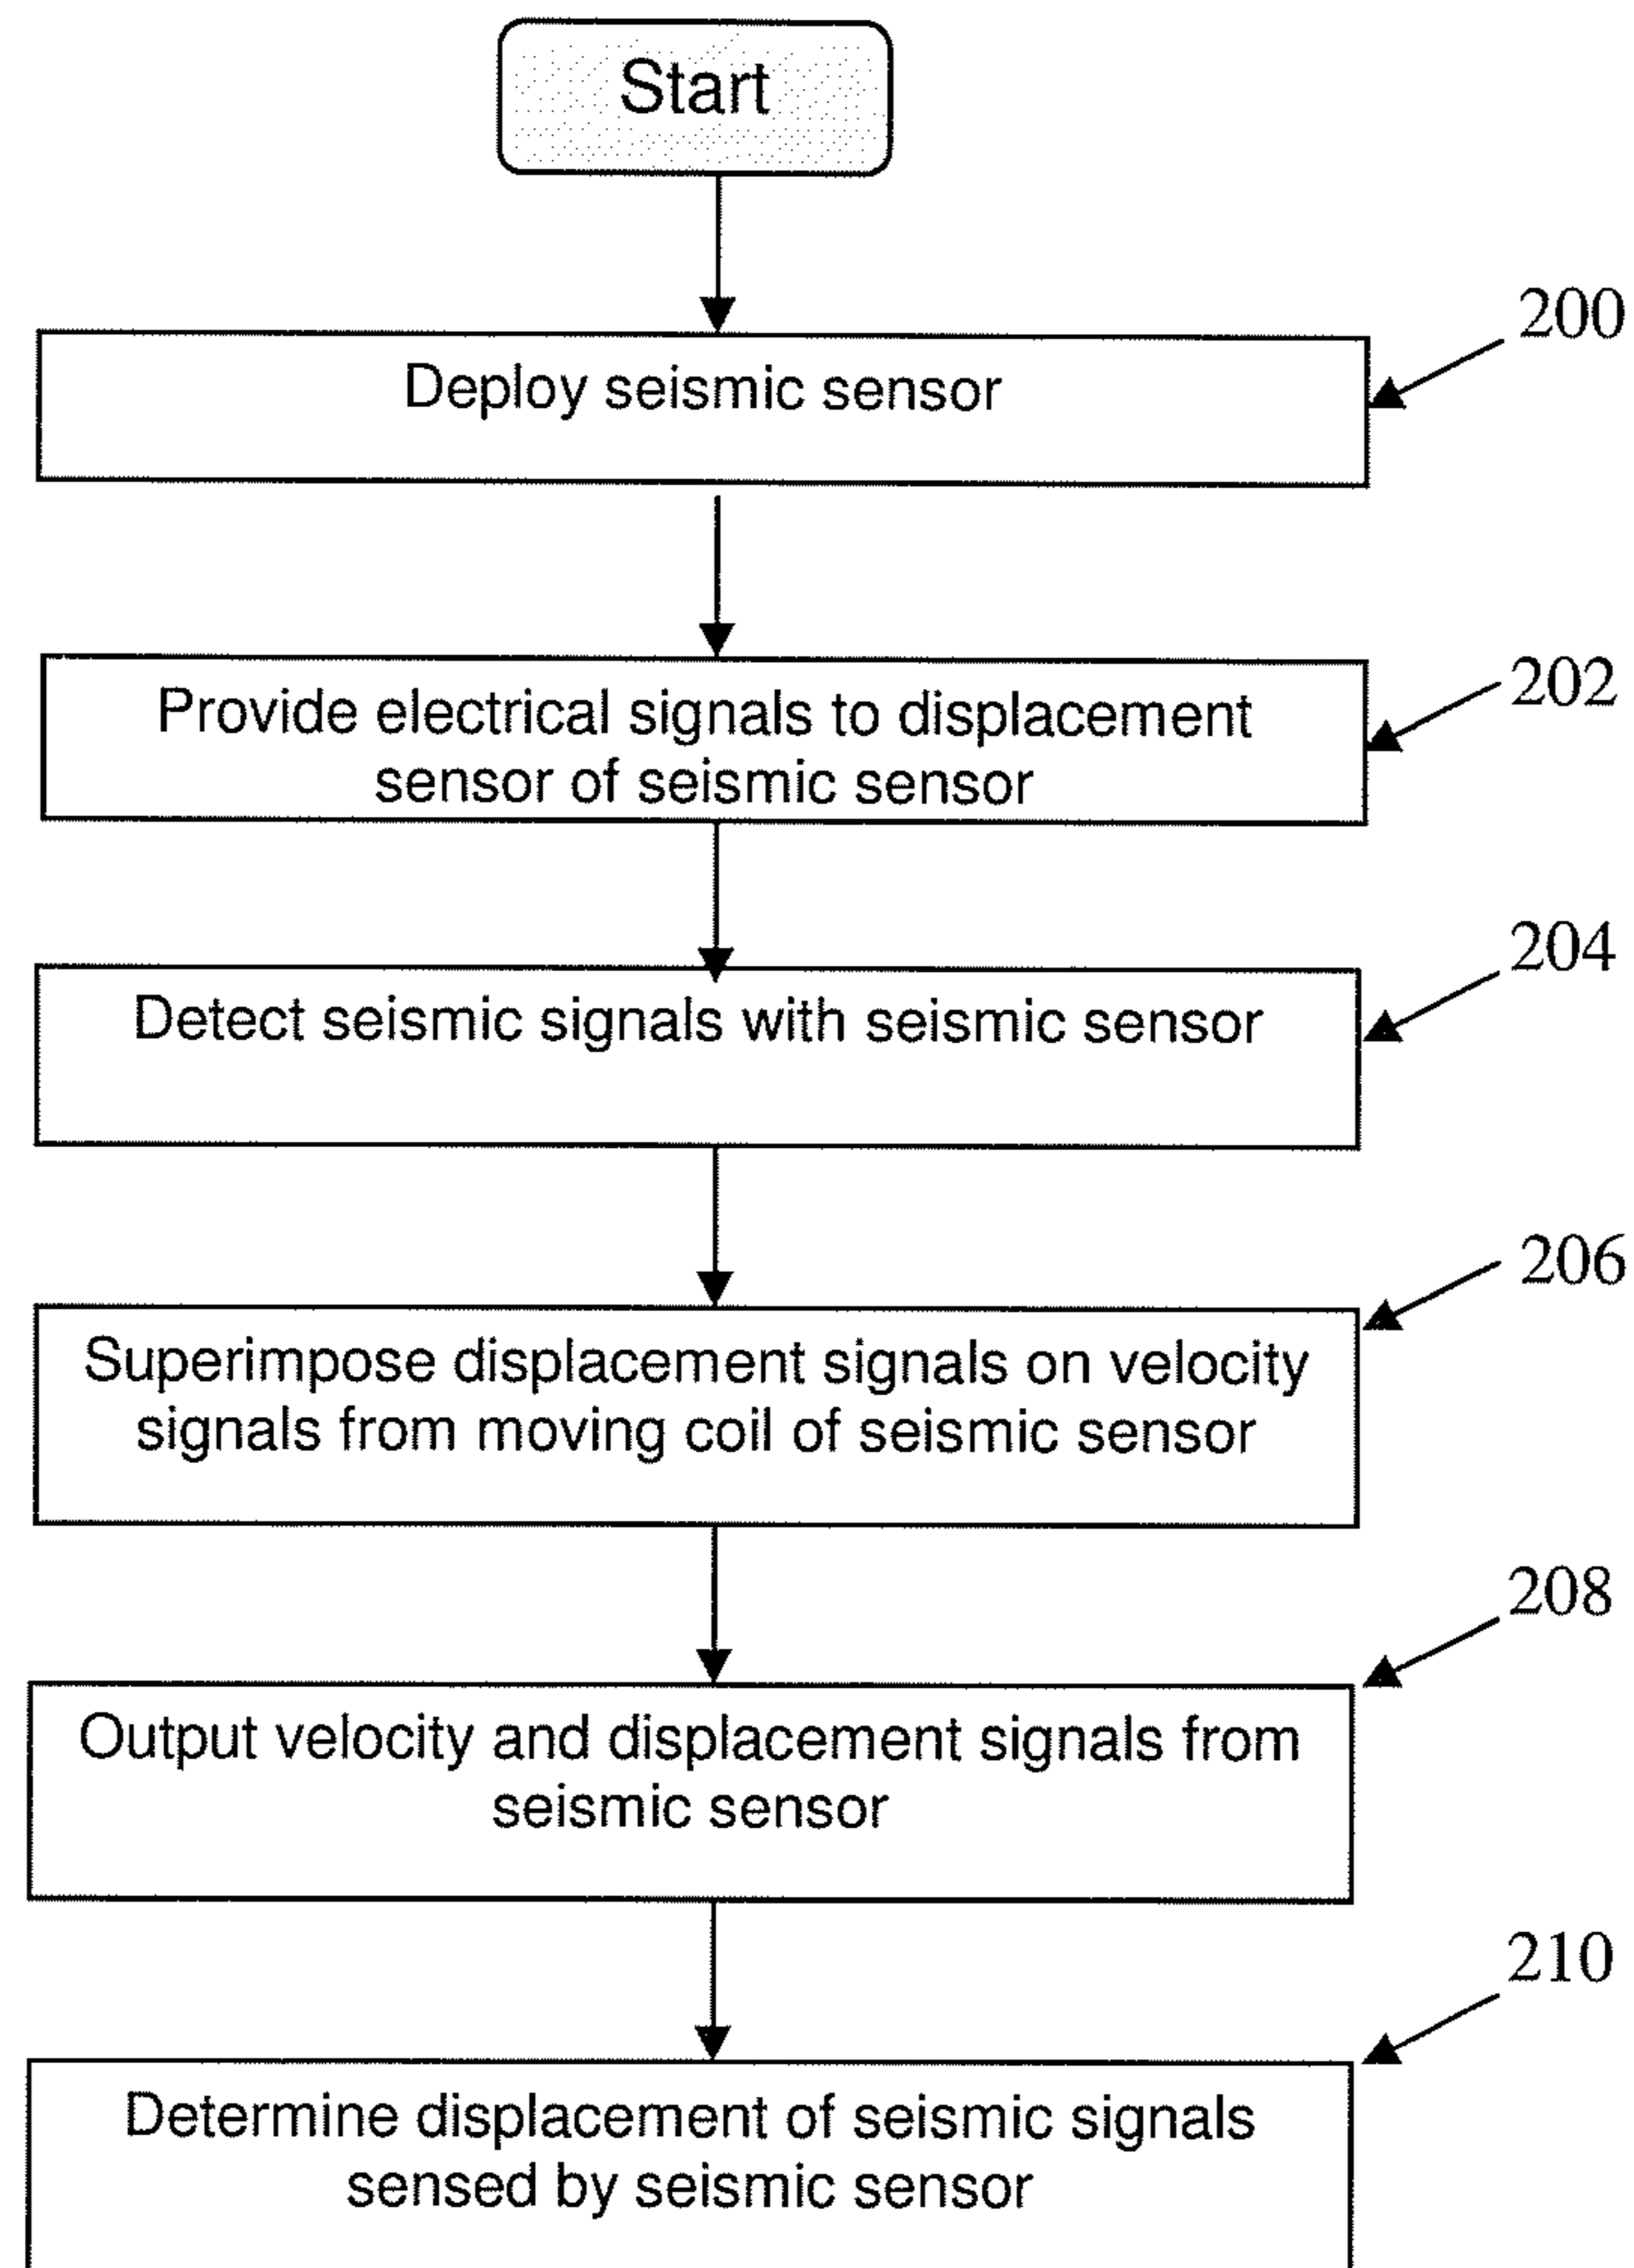 Start
200
Deploy seismic sensor
202
Provide electrical signals to displacement
sensor of seismic sensor
204
Detect seismic signals with seismic sensor
206
Superimpose displacement signals on velocity
signals from moving coil of seismic sensor
208
Output velocity and displacement signals from
seismic sensor
210
Determine displacement of seismic signals
sensed by seismic sensor